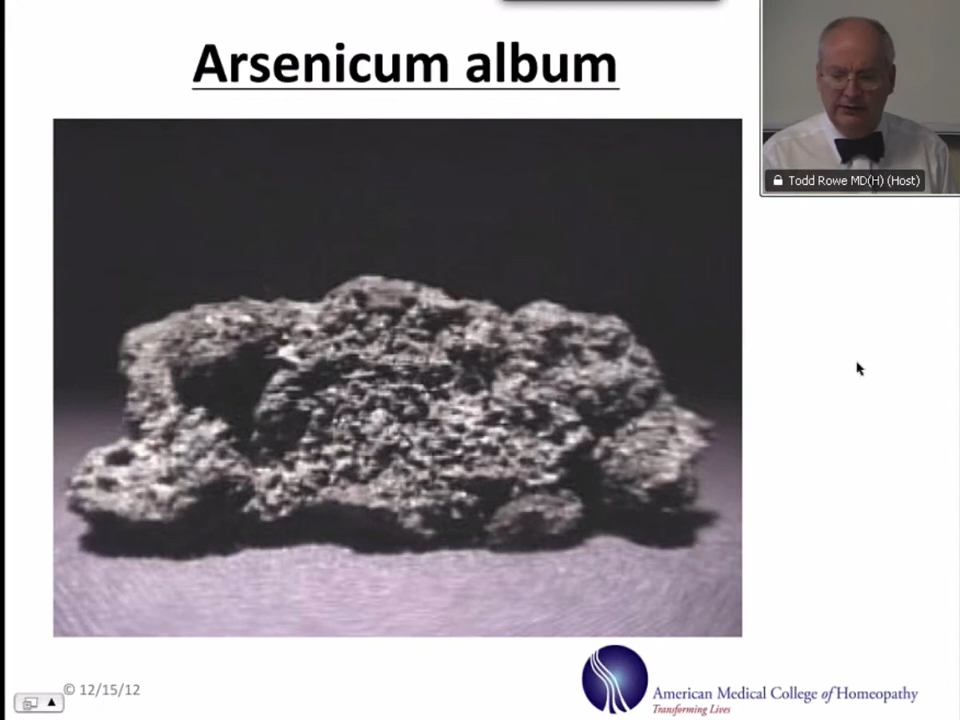 Arsenicum album
Todd Rowe MD(H) (Host)
© 12/15/12
American Medical College of Homeopathy
Transforming Lives